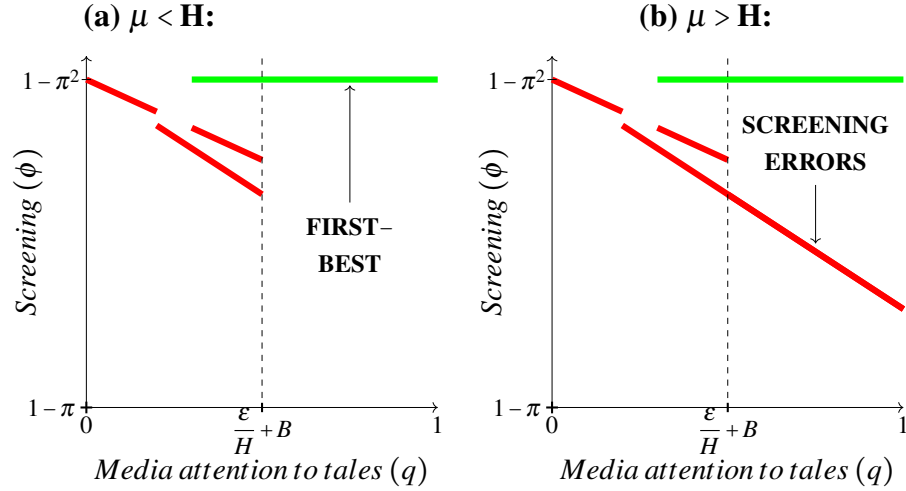 (a) μ < H:
1 – π²
Screening (ϕ)
FIRST–
BEST
1 – π
0
ε/H + B
1
Media attention to tales (q)
(b) μ > H:
1 – π²
Screening (ϕ)
SCREENING
ERRORS
1 – π
0
ε/H + B
1
Media attention to tales (q)